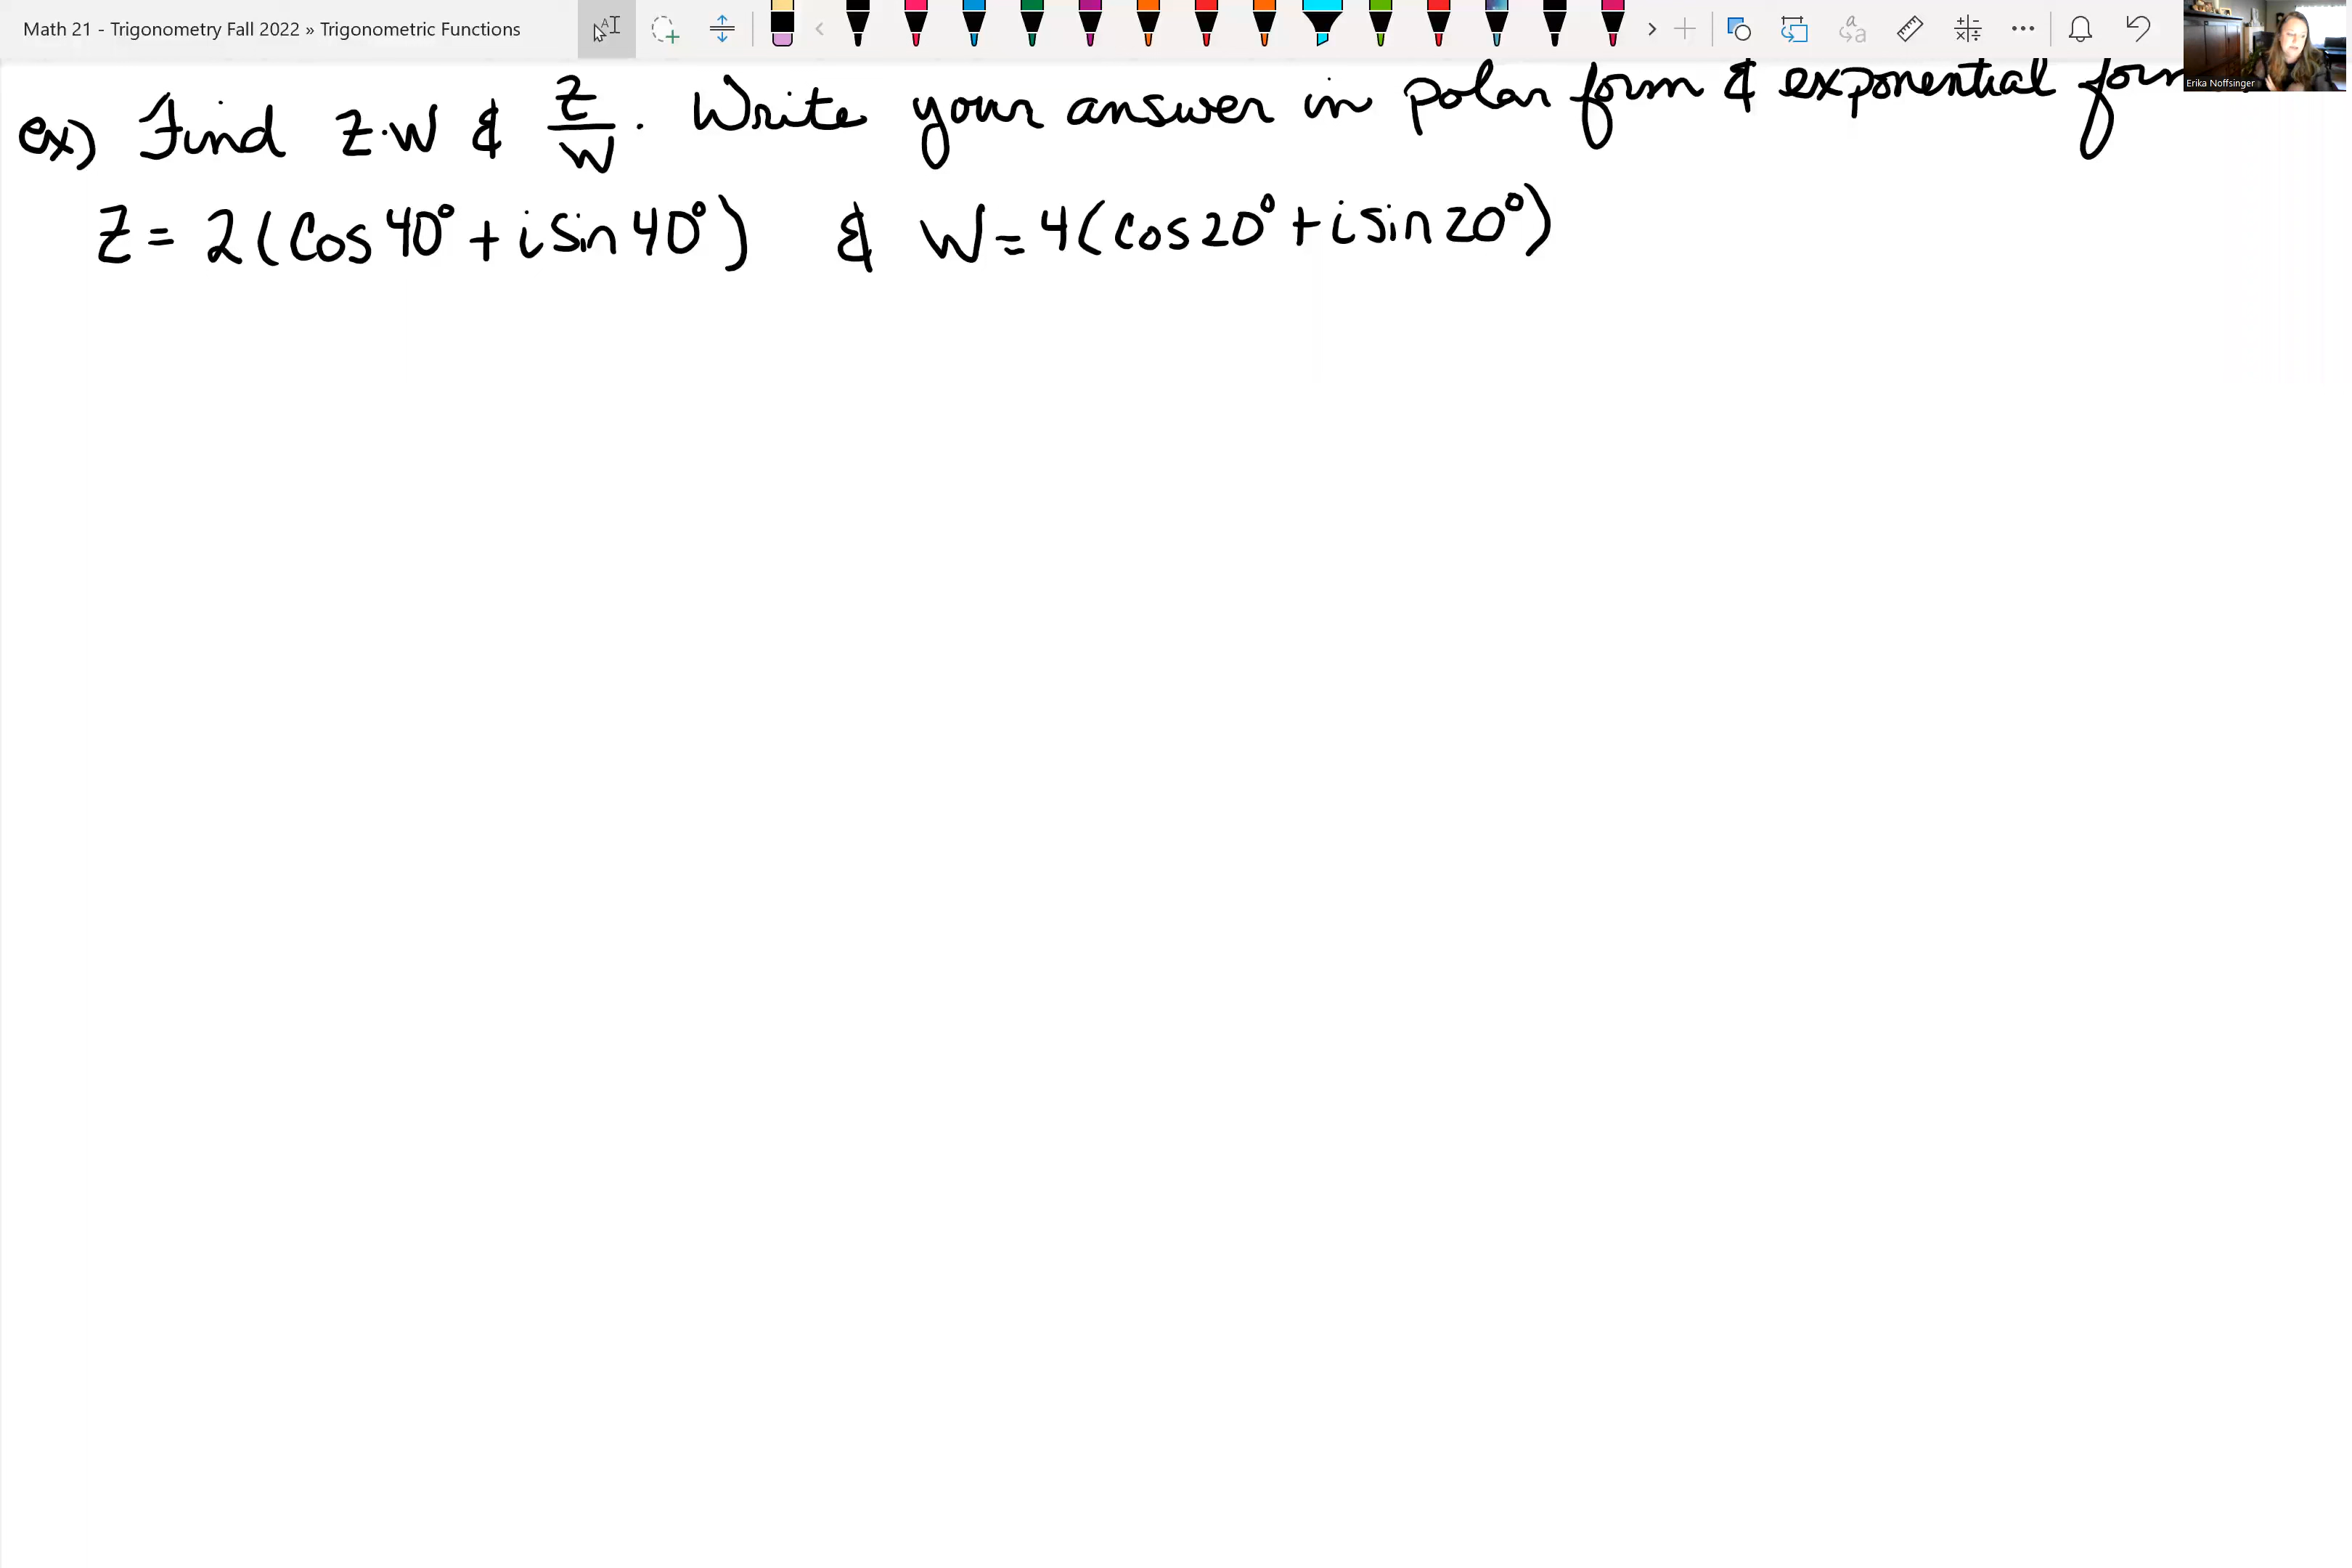 Math 21 - Trigonometry Fall 2022 » Trigonometric Functions
Erika Noffsinger
ex) Find z·w & z/w. Write your answer in polar form & exponential form
z = 2(cos 40° + i sin 40°) & w = 4(cos 20° + i sin 20°)